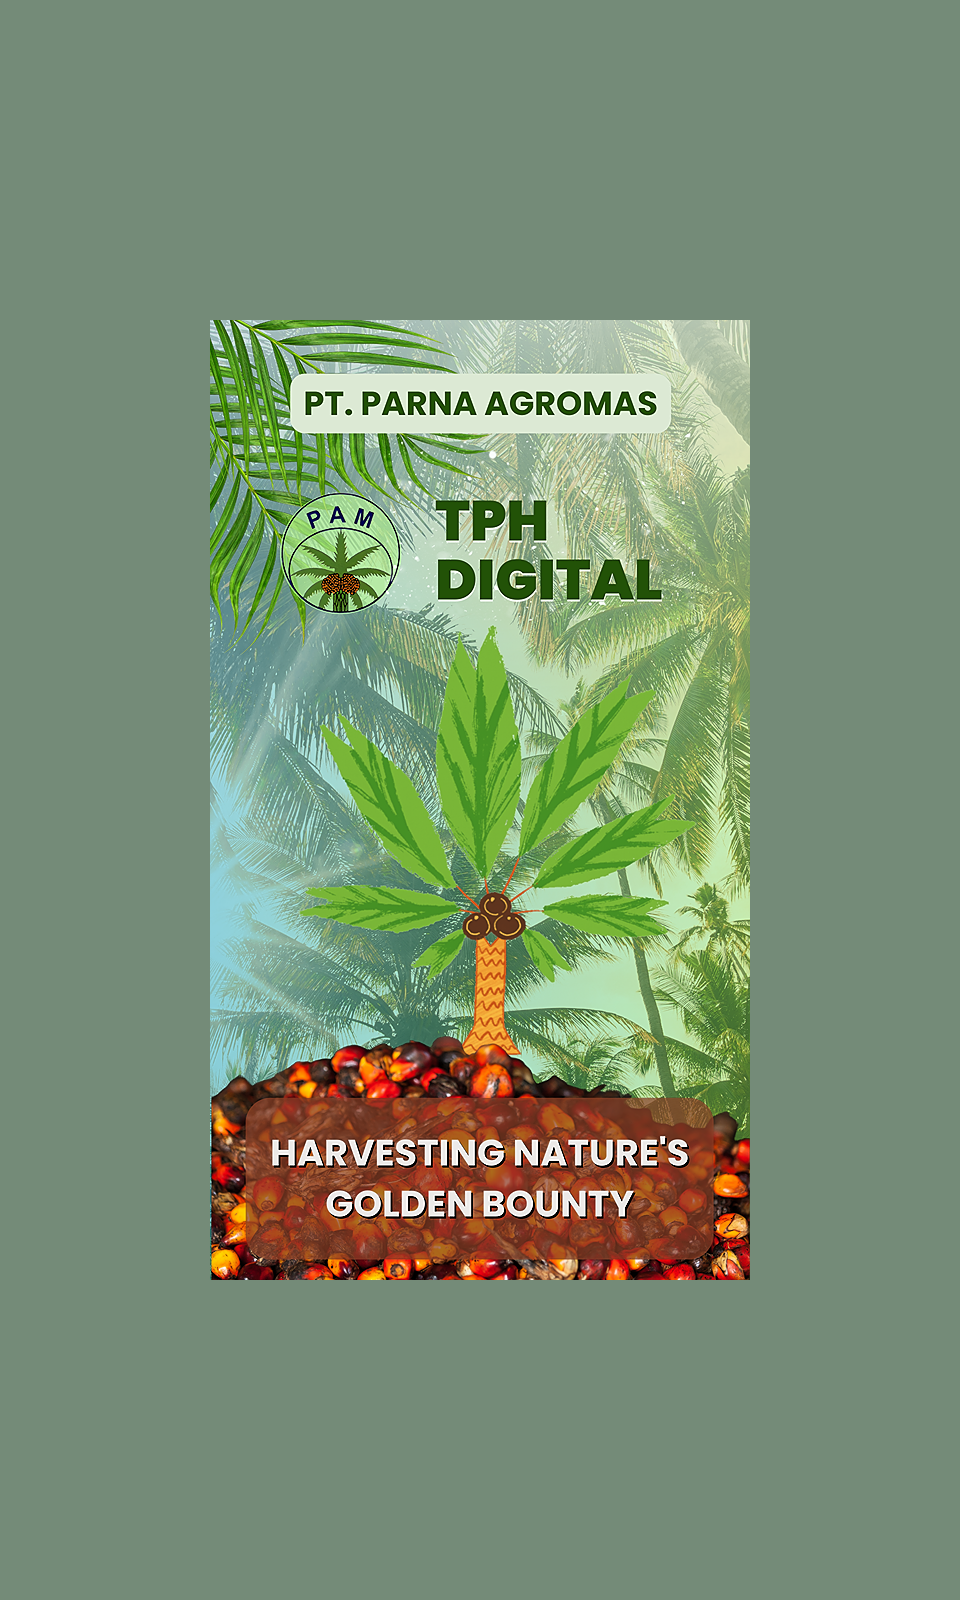 PT. PARNA AGROMAS
PAM
TPH
DIGITAL
HARVESTING NATURE'S
GOLDEN BOUNTY